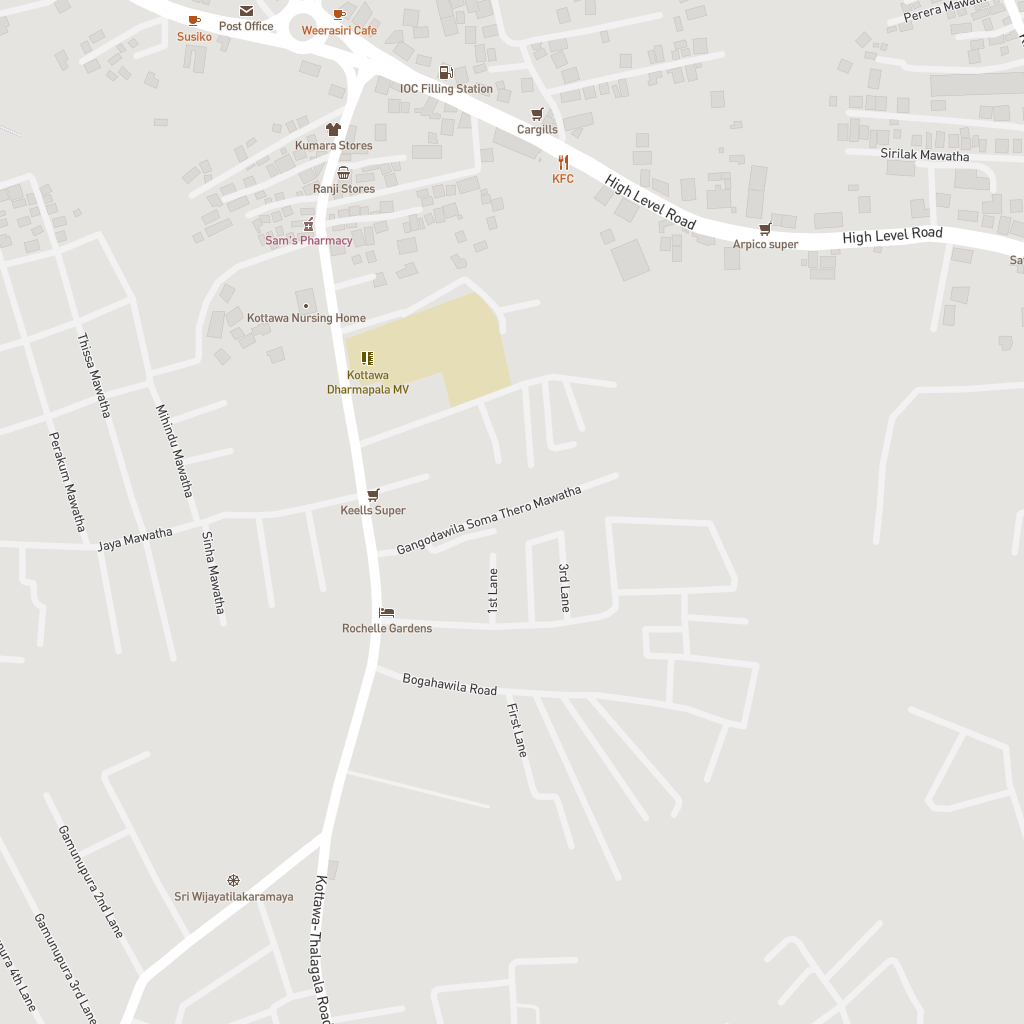 Perera Mawatha
Post Office
Weerasiri Cafe
Susiko
IOC Filling Station
Cargills
Kumara Stores
Sirilak Mawatha
KFC
Ranji Stores
High Level Road
Sam's Pharmacy
Arpico super
High Level Road
Kottawa Nursing Home
Thissa Mawatha
Kottawa
Dharmapala MV
Mihindu Mawatha
Perakum Mawatha
Keells Super
Gangodawila Soma Thero Mawatha
Jaya Mawatha
Sinha Mawatha
1st Lane
3rd Lane
Rochelle Gardens
Bogahawila Road
First Lane
Gamunupura 2nd Lane
Sri Wijayatilakaramaya
Kottawa-Thalagala Road
Gamunupura 3rd Lane
4th Lane